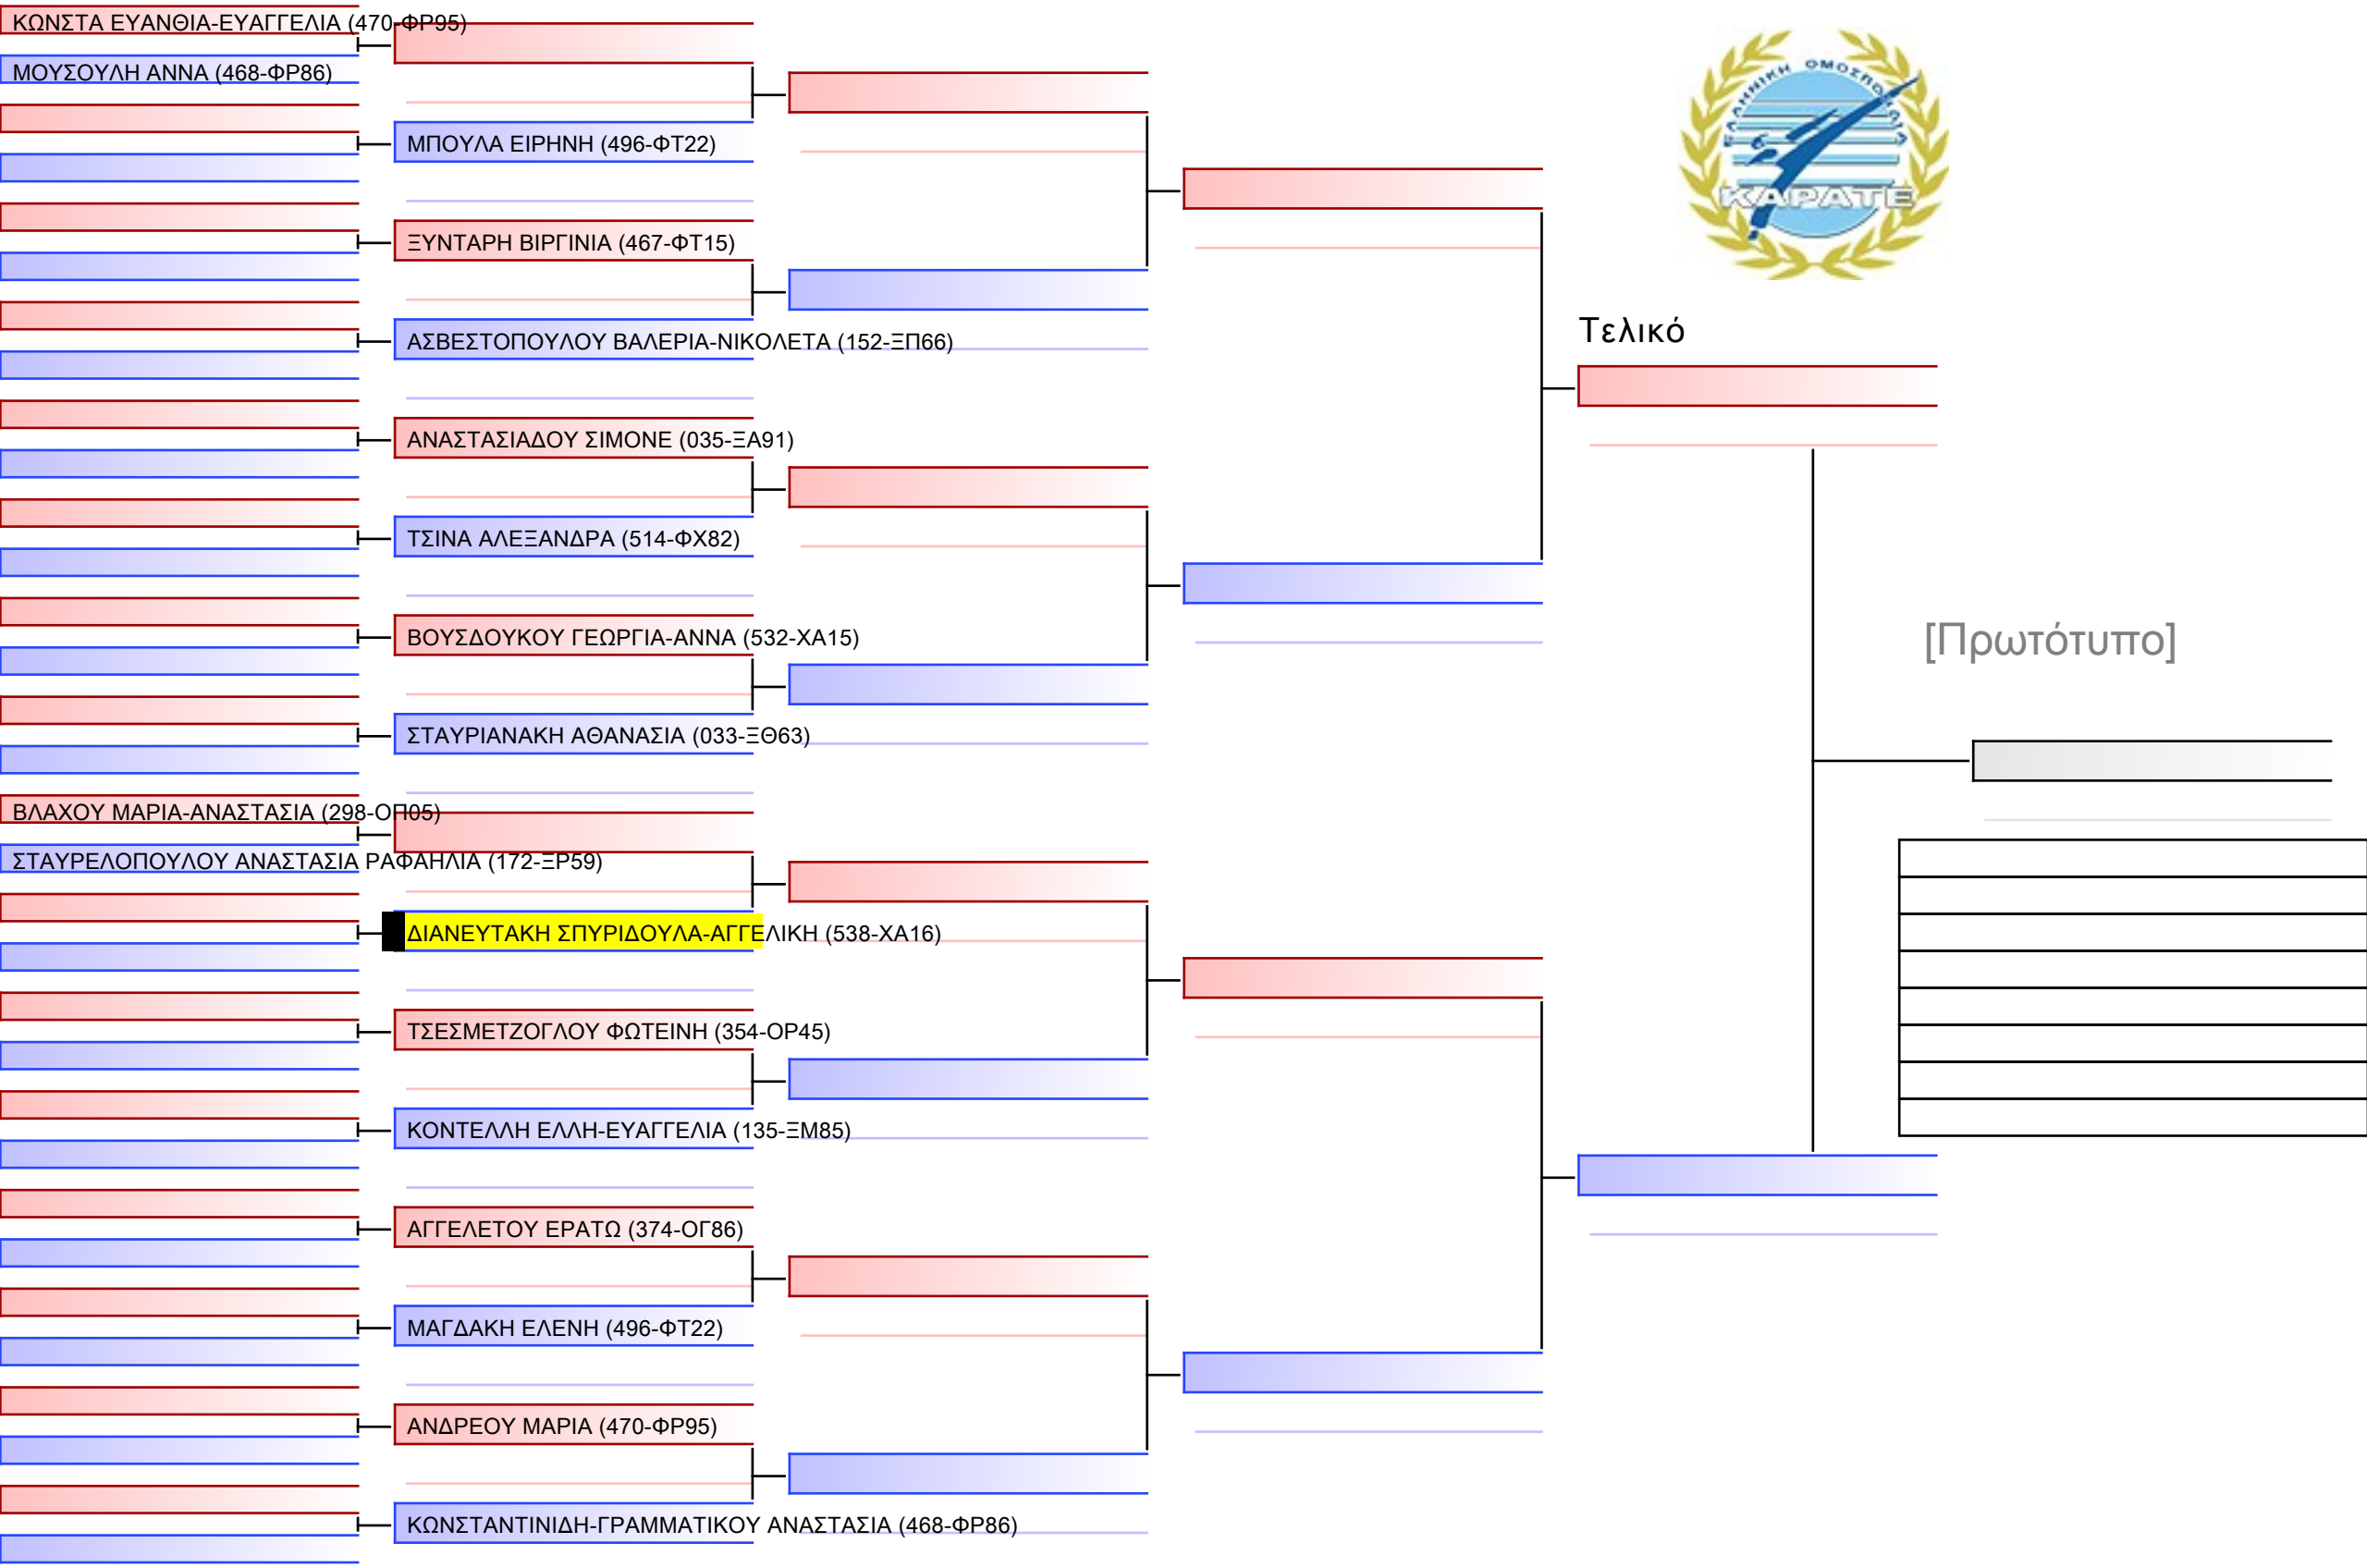 ΚΩΝΣΤΑ ΕΥΑΝΘΙΑ-ΕΥΑΓΓΕΛΙΑ (470-ΦΡ95)
ΜΟΥΣΟΥΛΗ ΑΝΝΑ (468-ΦΡ86)
ΜΠΟΥΛΑ ΕΙΡΗΝΗ (496-ΦΤ22)
ΞΥΝΤΑΡΗ ΒΙΡΓΙΝΙΑ (467-ΦΤ15)
ΑΣΒΕΣΤΟΠΟΥΛΟΥ ΒΑΛΕΡΙΑ-ΝΙΚΟΛΕΤΑ (152-ΞΠ66)
ΑΝΑΣΤΑΣΙΑΔΟΥ ΣΙΜΟΝΕ (035-ΞΑ91)
ΤΣΙΝΑ ΑΛΕΞΑΝΔΡΑ (514-ΦΧ82)
ΒΟΥΣΔΟΥΚΟΥ ΓΕΩΡΓΙΑ-ΑΝΝΑ (532-ΧΑ15)
ΣΤΑΥΡΙΑΝΑΚΗ ΑΘΑΝΑΣΙΑ (033-ΞΘ63)
ΒΛΑΧΟΥ ΜΑΡΙΑ-ΑΝΑΣΤΑΣΙΑ (298-ΟΠ05)
ΣΤΑΥΡΕΛΟΠΟΥΛΟΥ ΑΝΑΣΤΑΣΙΑ ΡΑΦΑΗΛΙΑ (172-ΞΡ59)
ΔΙΑΝΕΥΤΑΚΗ ΣΠΥΡΙΔΟΥΛΑ-ΑΓΓΕΛΙΚΗ (538-ΧΑ16)
ΤΣΕΣΜΕΤΖΟΓΛΟΥ ΦΩΤΕΙΝΗ (354-ΟΡ45)
ΚΟΝΤΕΛΛΗ ΕΛΛΗ-ΕΥΑΓΓΕΛΙΑ (135-ΞΜ85)
ΑΓΓΕΛΕΤΟΥ ΕΡΑΤΩ (374-ΟΓ86)
ΜΑΓΔΑΚΗ ΕΛΕΝΗ (496-ΦΤ22)
ΑΝΔΡΕΟΥ ΜΑΡΙΑ (470-ΦΡ95)
ΚΩΝΣΤΑΝΤΙΝΙΔΗ-ΓΡΑΜΜΑΤΙΚΟΥ ΑΝΑΣΤΑΣΙΑ (468-ΦΡ86)
ΕΛΛΗΝΙΚΗ ΟΜΟΣΠΟΝΔΙΑ
ΚΑΡΑΤΕ
Τελικό
[Πρωτότυπο]